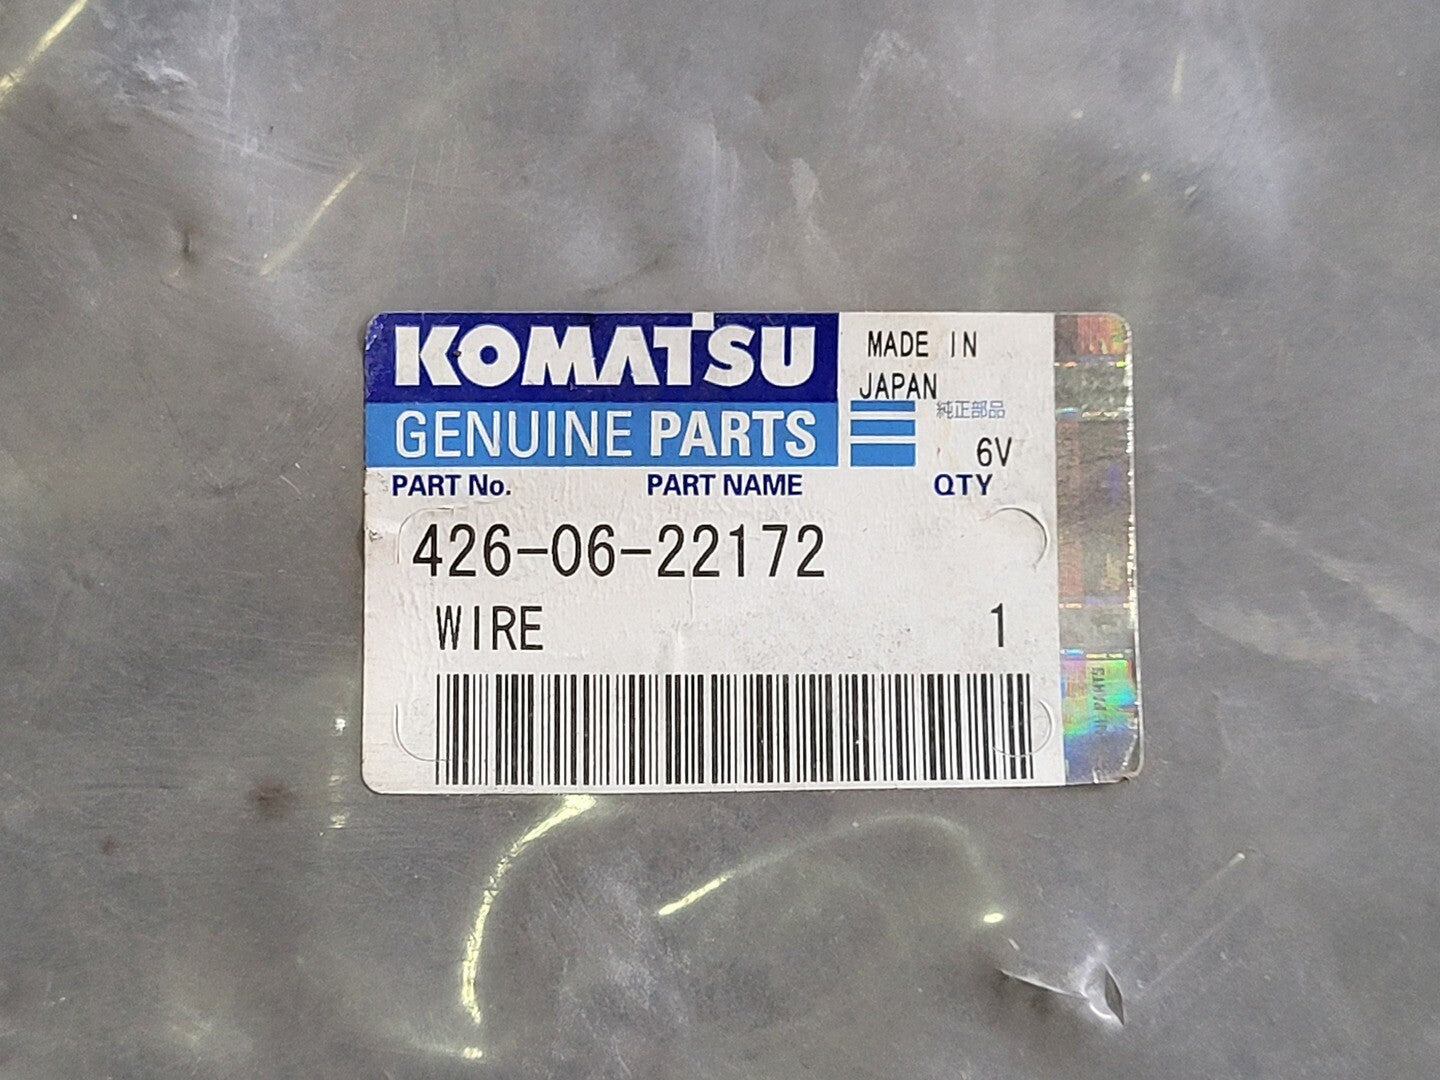 KOMATSU
GENUINE PARTS
MADE IN
JAPAN
純正部品
6V
PART No. PART NAME QTY
426-06-22172
WIRE 1